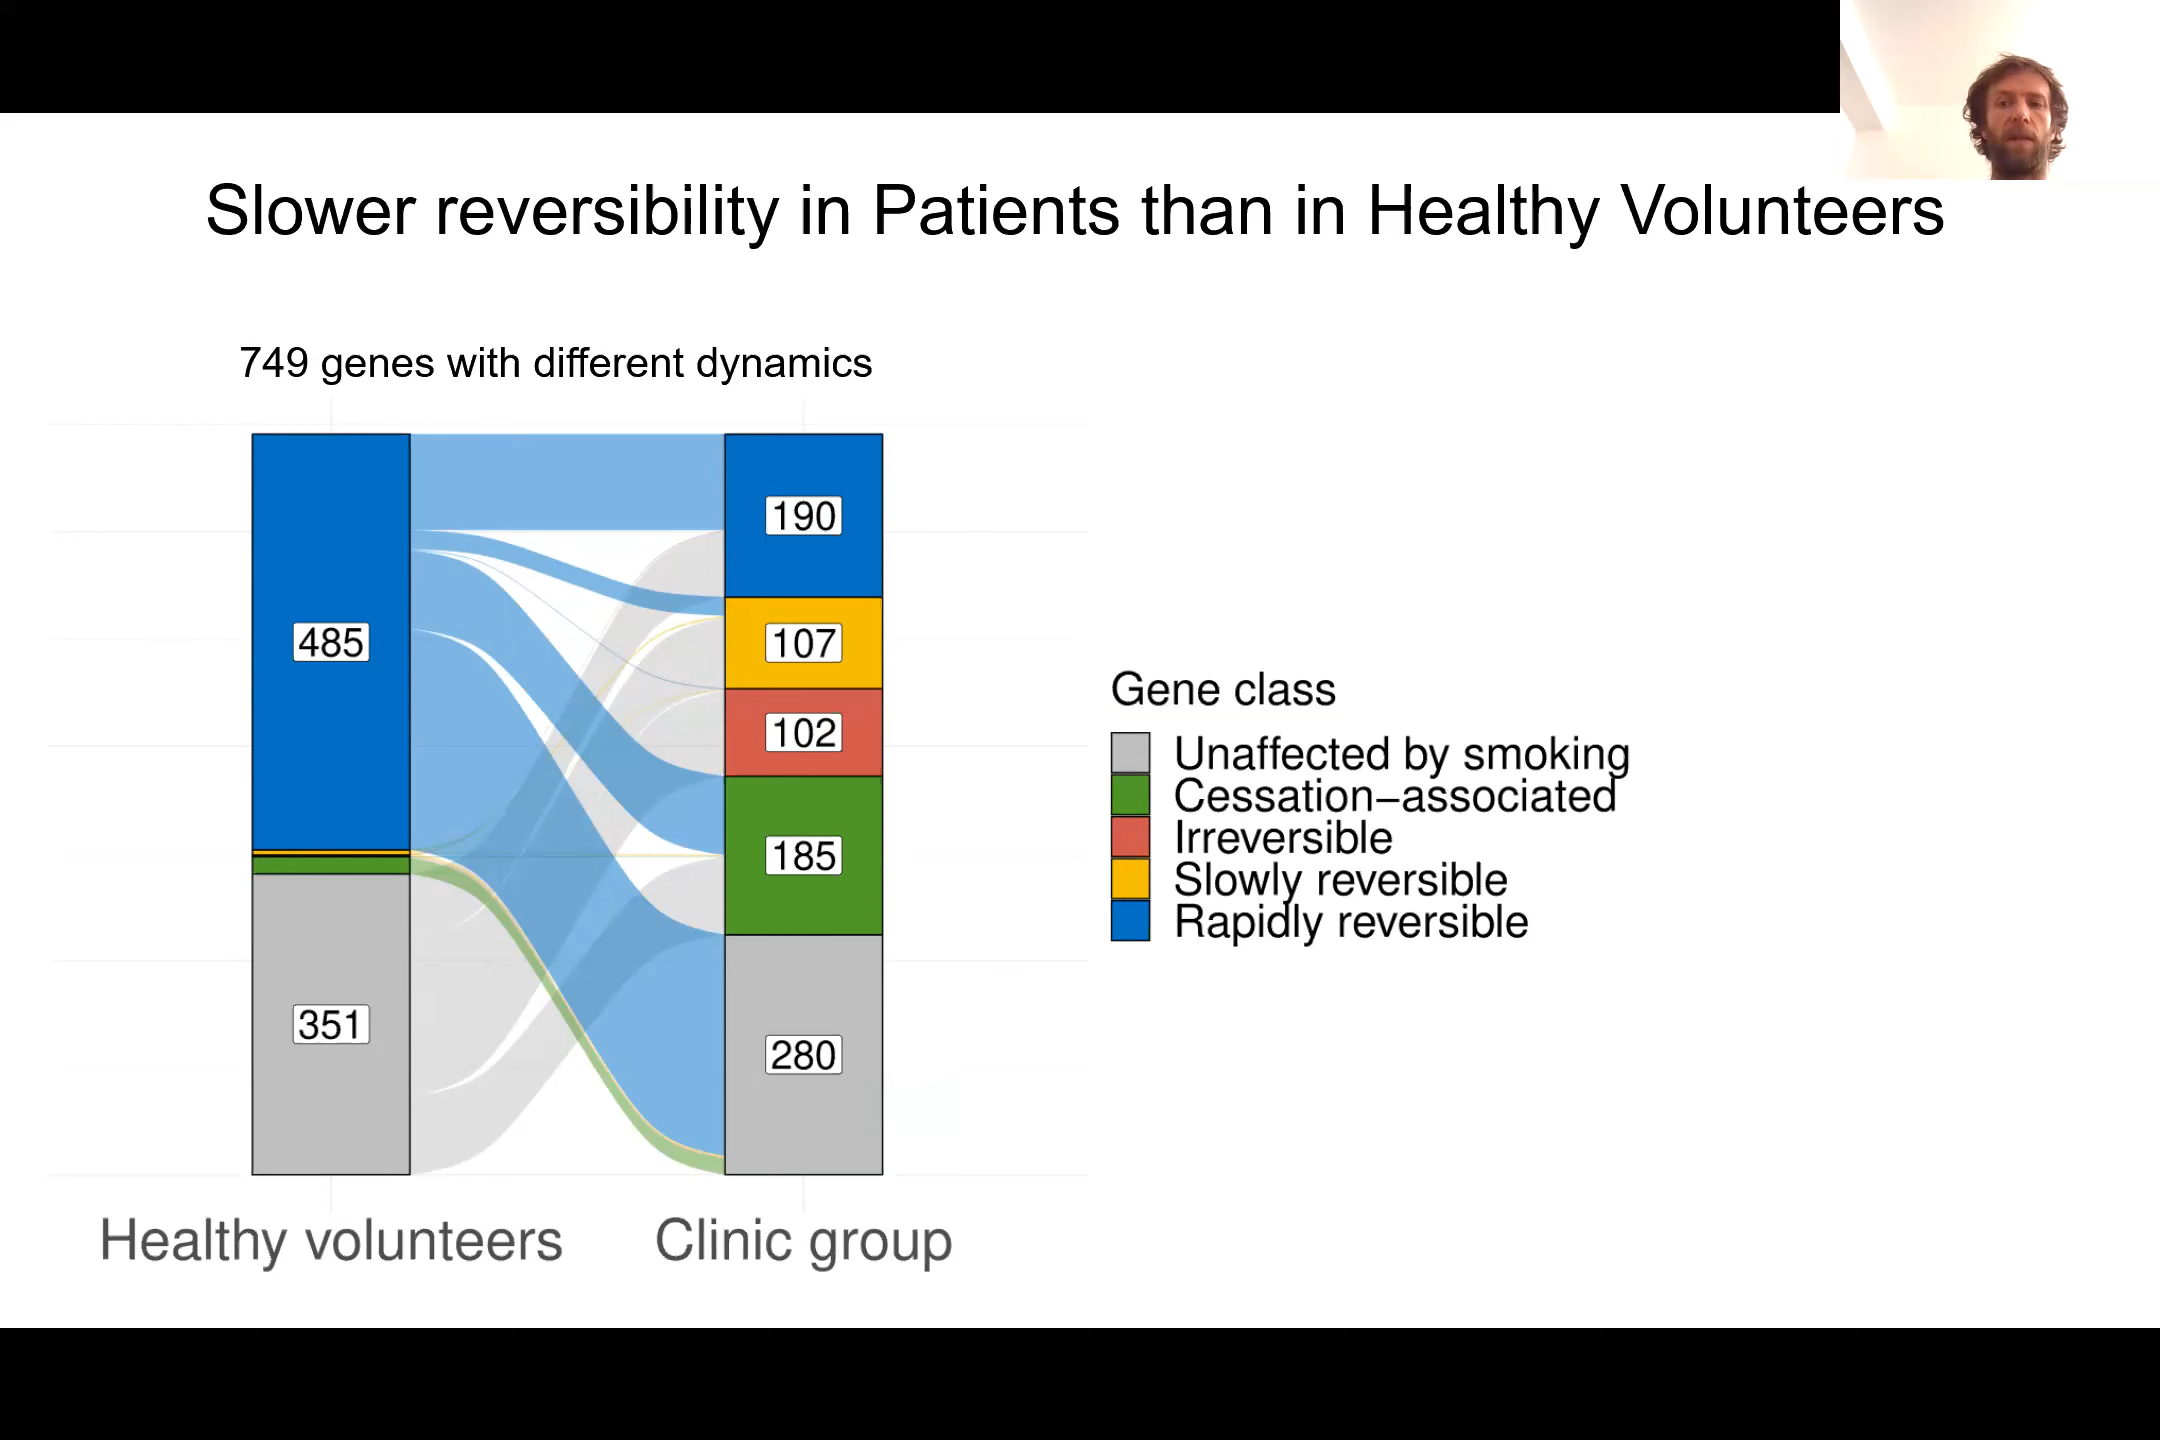 Slower reversibility in Patients than in Healthy Volunteers
749 genes with different dynamics
485
351
190
107
102
185
280
Healthy volunteers
Clinic group
Gene class
Unaffected by smoking
Cessation–associated
Irreversible
Slowly reversible
Rapidly reversible